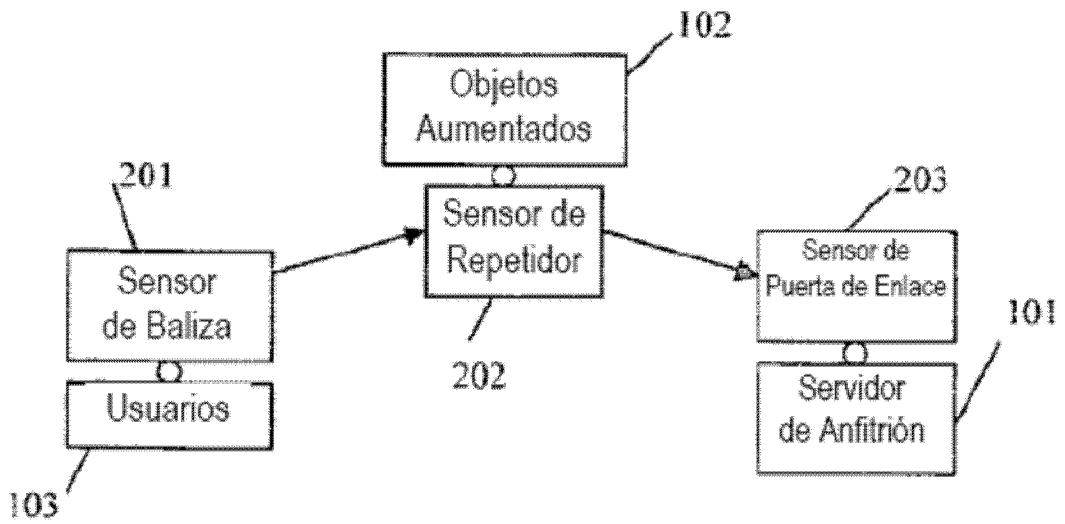 102
Objetos
Aumentados
201
Sensor de
Repetidor
203
Sensor
de Baliza
Sensor de
Puerta de Enlace
101
202
Usuarios
Servidor
de Anfitrión
103